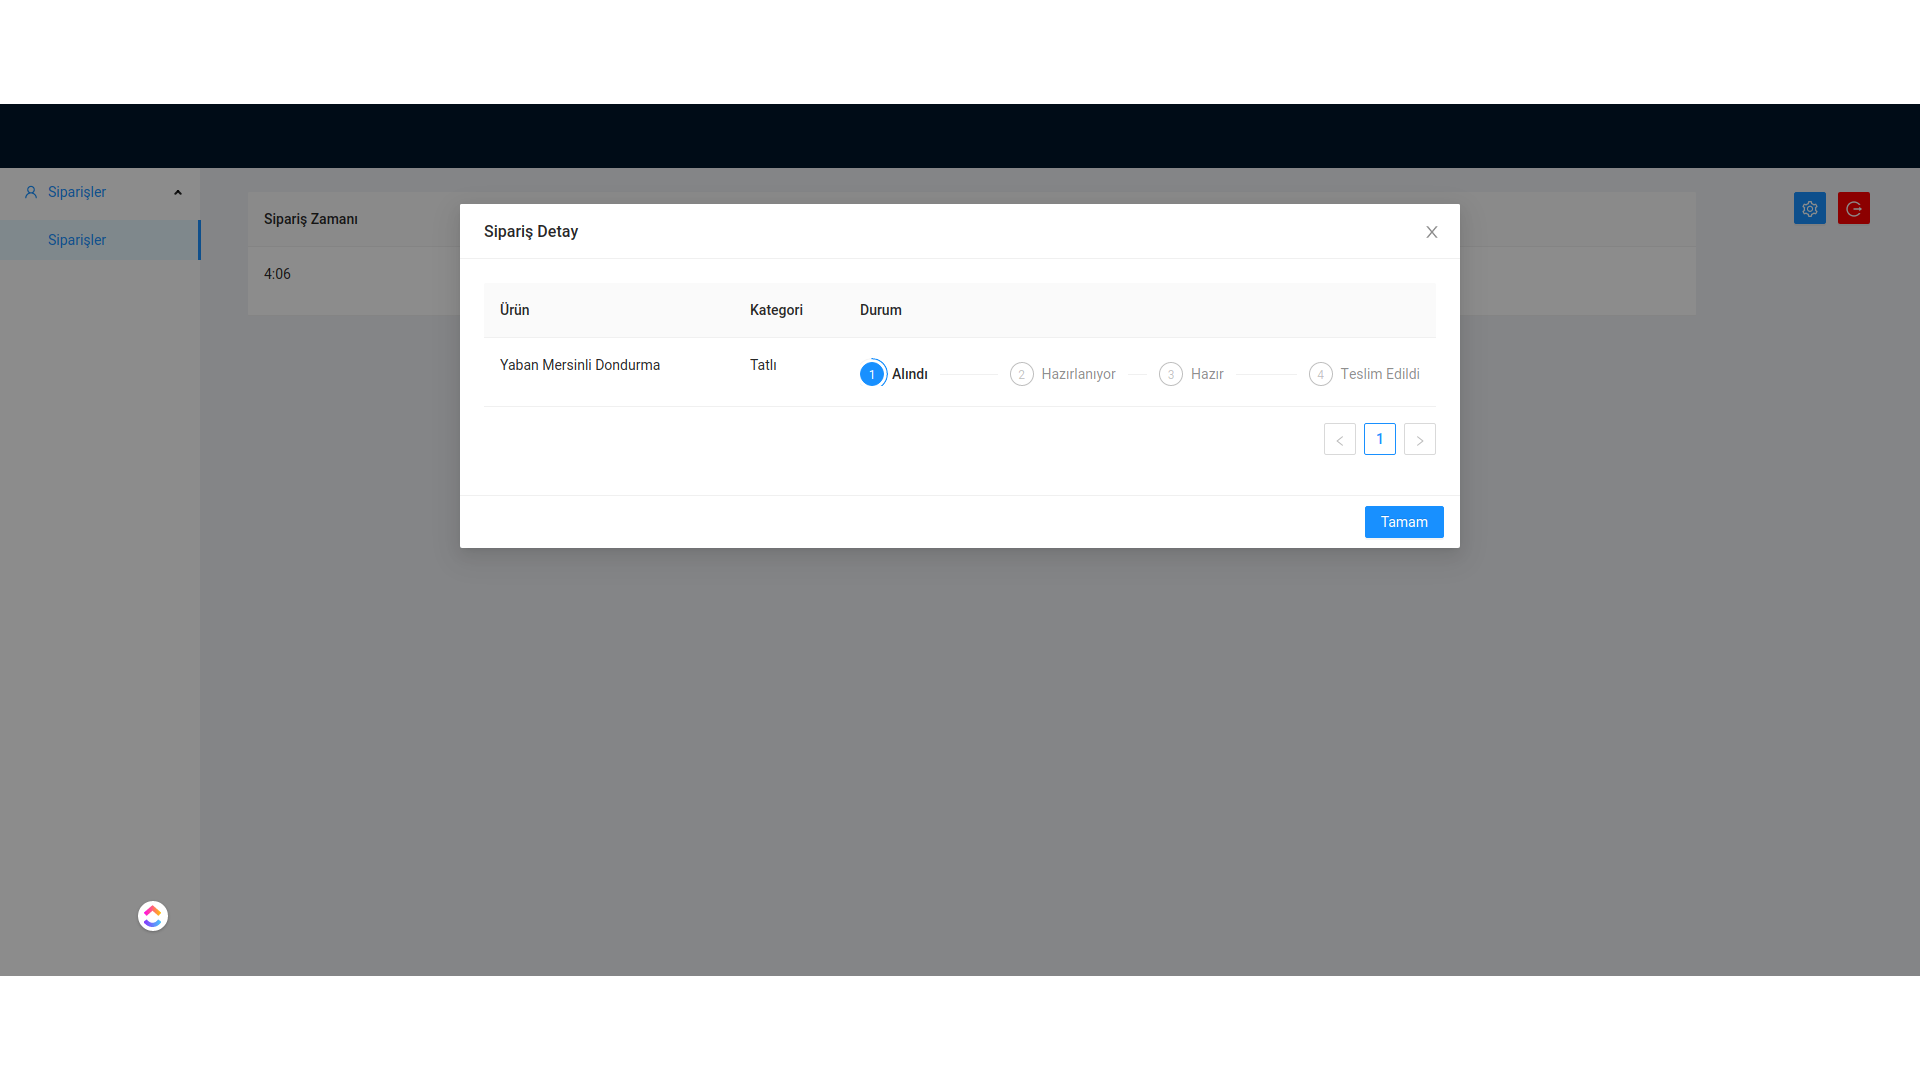 Siparişler
Siparişler
Sipariş Zamanı
4:06
Sipariş Detay
Ürün Kategori Durum
Yaban Mersinli Dondurma Tatlı 1 Alındı 2 Hazırlanıyor 3 Hazır 4 Teslim Edildi
< 1 >
Tamam